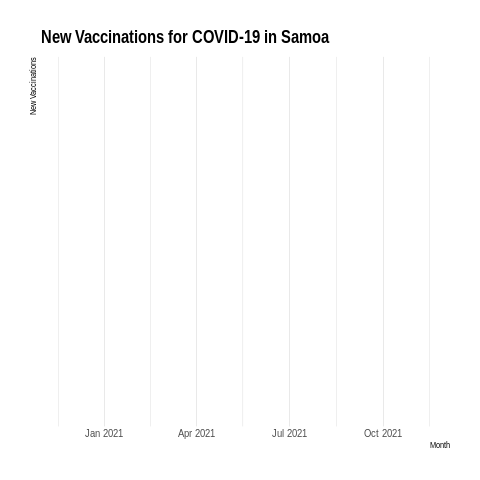 New Vaccinations for COVID-19 in Samoa
New Vaccinations
Jan 2021
Apr 2021
Jul 2021
Oct 2021
Month